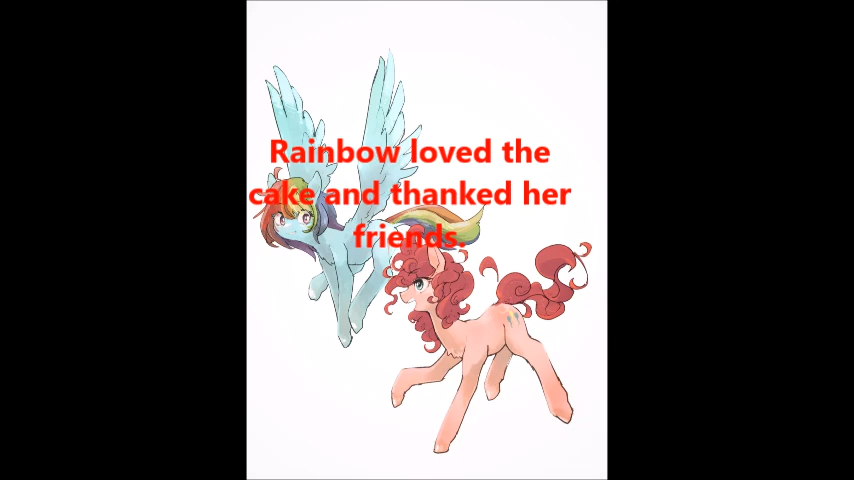 Rainbow loved the
cake and thanked her
friends.